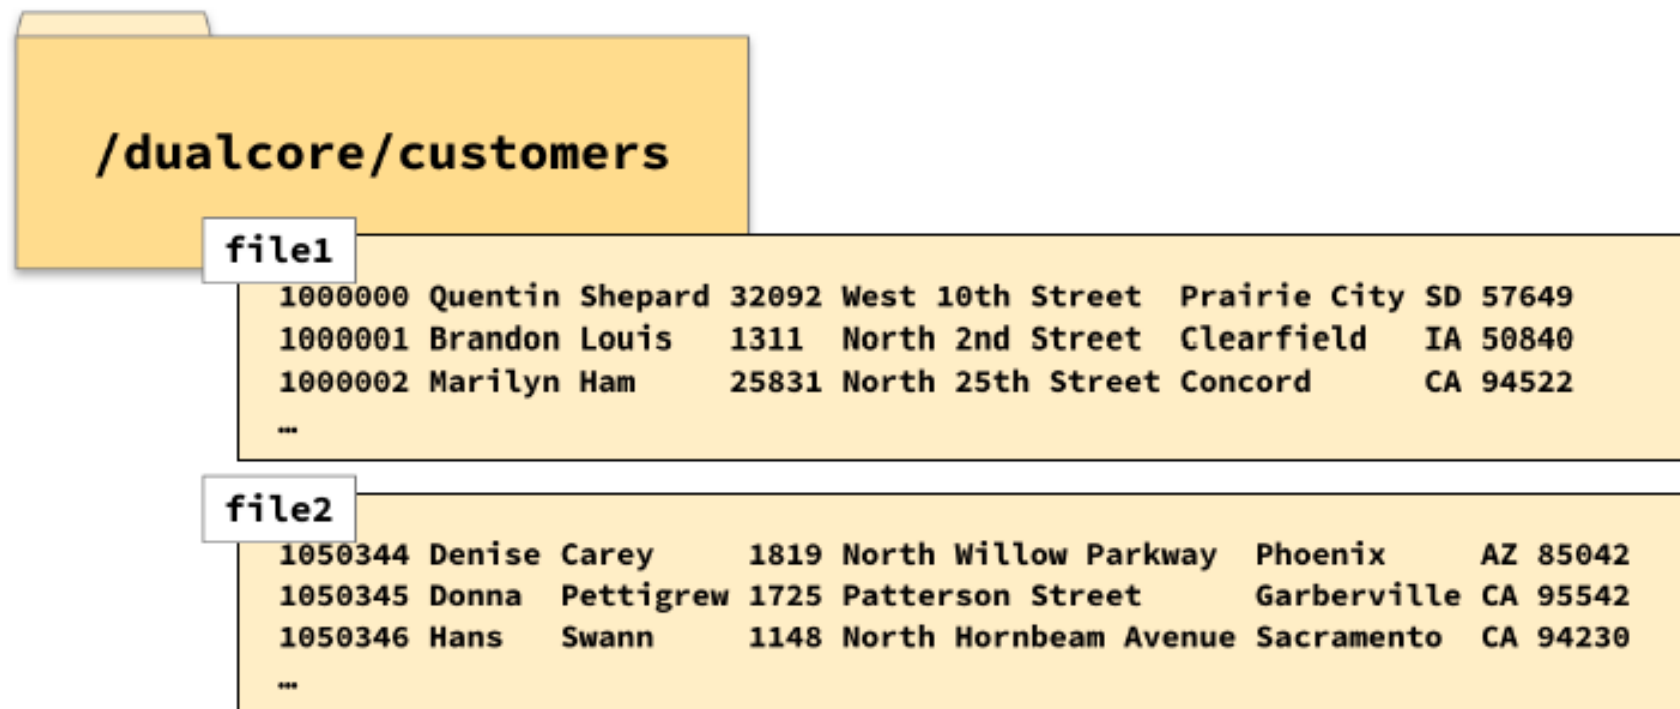 /dualcore/customers
file1
1000000 Quentin Shepard 32092 West 10th Street  Prairie City SD 57649
1000001 Brandon Louis   1311  North 2nd Street  Clearfield   IA 50840
1000002 Marilyn Ham     25831 North 25th Street Concord      CA 94522
…
file2
1050344 Denise Carey     1819 North Willow Parkway  Phoenix     AZ 85042
1050345 Donna  Pettigrew 1725 Patterson Street      Garberville CA 95542
1050346 Hans   Swann     1148 North Hornbeam Avenue Sacramento  CA 94230
…